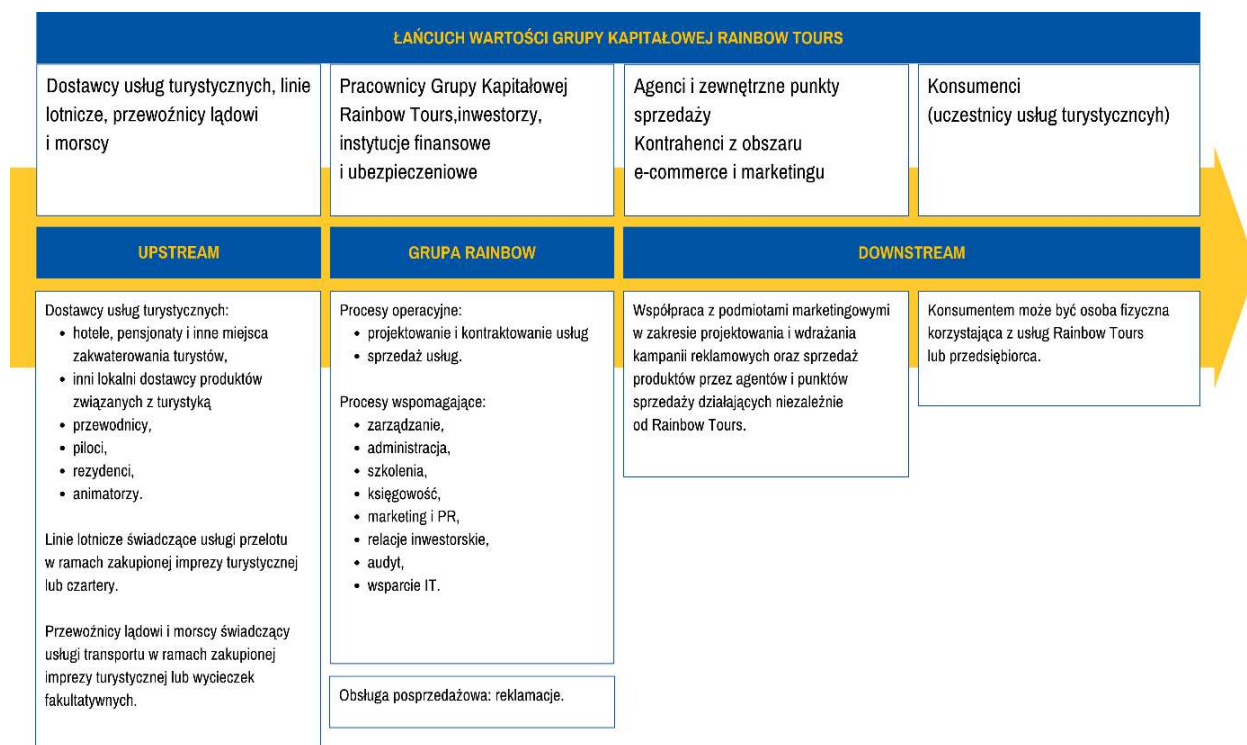 ŁAŃCUCH WARTOŚCI GRUPY KAPITAŁOWEJ RAINBOW TOURS
Dostawcy usług turystycznych, linie
lotnicze, przewoźnicy lądowi
i morscy
Pracownicy Grupy Kapitałowej
Rainbow Tours,inwestorzy,
instytucje finansowe
i ubezpieczeniowe
Agenci i zewnętrzne punkty
sprzedaży
Kontrahenci z obszaru
e-commerce i marketingu
Konsumenci
(uczestnicy usług turystyczncyh)
UPSTREAM
GRUPA RAINBOW
DOWNSTREAM
Dostawcy usług turystycznych:
• hotele, pensjonaty i inne miejsca
zakwaterowania turystów,
• inni lokalni dostawcy produktów
związanych z turystyką
• przewodnicy,
• piloci,
• rezydenci,
• animatorzy.
Linie lotnicze świadczące usługi przelotu
w ramach zakupionej imprezy turystycznej
lub czartery.
Przewoźnicy lądowi i morscy świadczący
usługi transportu w ramach zakupionej
imprezy turystycznej lub wycieczek
fakultatywnych.
Procesy operacyjne:
• projektowanie i kontraktowanie usług
• sprzedaż usług.
Procesy wspomagające:
• zarządzanie,
• administracja,
• szkolenia,
• księgowość,
• marketing i PR,
• relacje inwestorskie,
• audyt,
• wsparcie IT.
Obsługa posprzedażowa: reklamacje.
Współpraca z podmiotami marketingowymi
w zakresie projektowania i wdrażania
kampanii reklamowych oraz sprzedaż
produktów przez agentów i punktów
sprzedaży działających niezależnie
od Rainbow Tours.
Konsumentem może być osoba fizyczna
korzystająca z usług Rainbow Tours
lub przedsiębiorca.